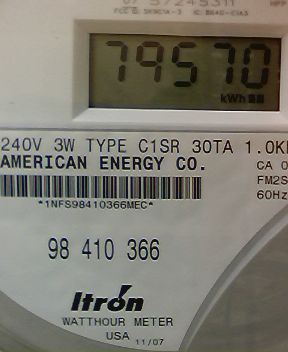 79570
kWh
240V 3W TYPE C1SR 30TA 1.0K
AMERICAN ENERGY CO.
CA 0
FM2S
60Hz
*1NFS98410366MEC*
98 410 366
Itron
WATTHOUR METER
USA 11/07